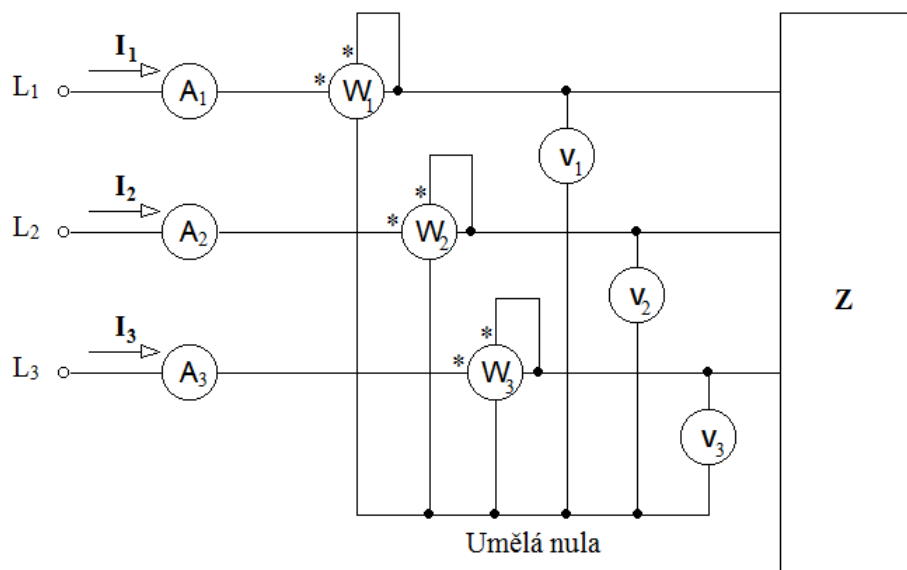 I1
L1 A1 * * W1
V1
I2
L2 A2 * * W2
V2
Z
I3
L3 A3 * * W3
V3
Umělá nula